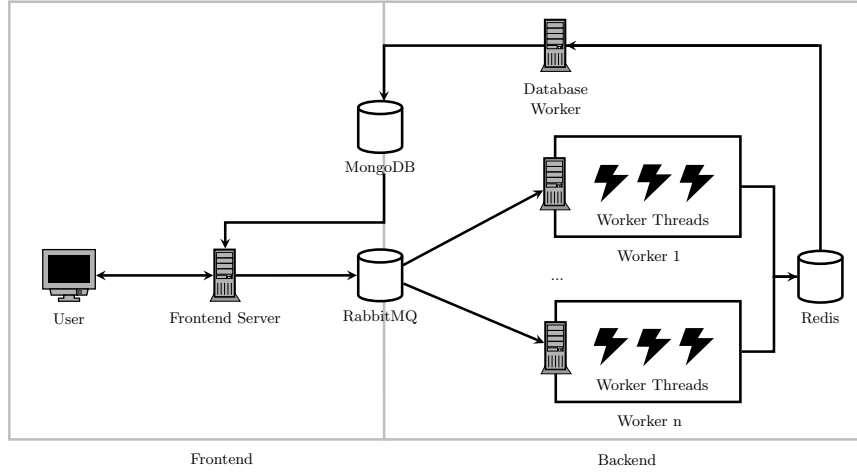 Database
Worker
MongoDB
Worker Threads
Worker 1
...
User
Frontend Server
RabbitMQ
Redis
Worker Threads
Worker n
Frontend
Backend